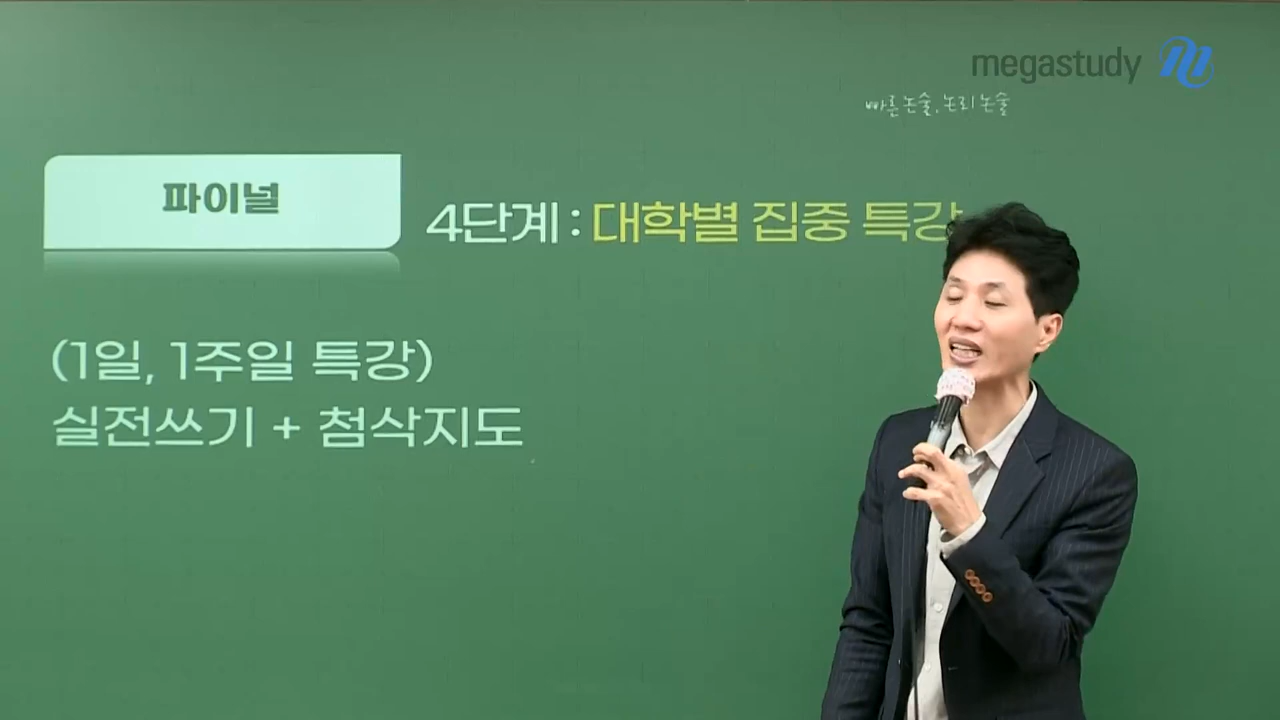 megastudy
빠른논술, 논리논술
파이널
4단계 : 대학별 집중 특강
(1일, 1주일 특강)
실전쓰기 + 첨삭지도